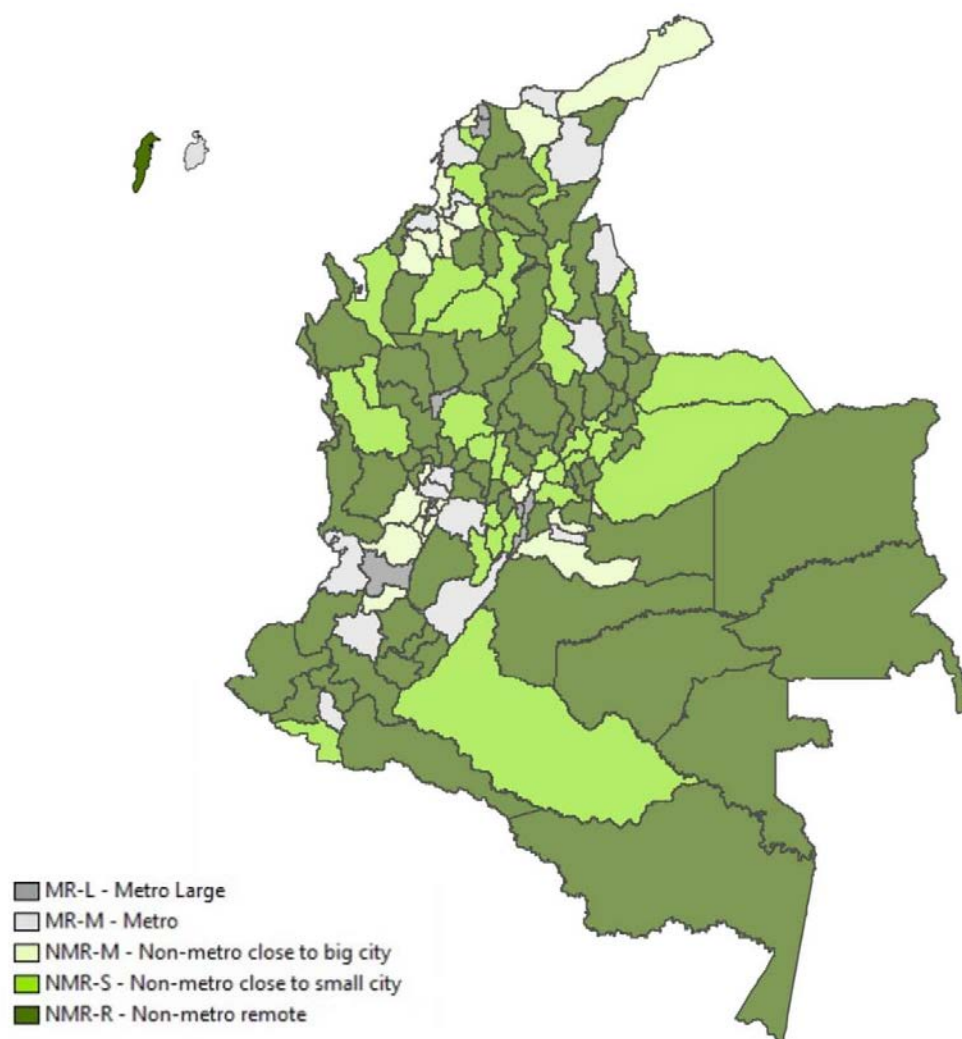 MR-L - Metro Large
MR-M - Metro
NMR-M - Non-metro close to big city
NMR-S - Non-metro close to small city
NMR-R - Non-metro remote